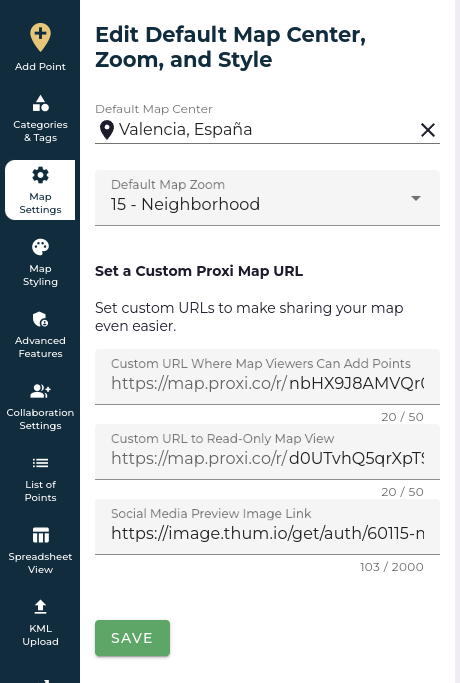 Add Point
Categories
& Tags
Map
Settings
Map
Styling
Advanced
Features
Collaboration
Settings
List of
Points
Spreadsheet
View
KML
Upload
Edit Default Map Center,
Zoom, and Style
Default Map Center
Valencia, España
Default Map Zoom
15 - Neighborhood
Set a Custom Proxi Map URL
Set custom URLs to make sharing your map
even easier.
Custom URL Where Map Viewers Can Add Points
https://map.proxi.co/r/nbHX9J8AMVQr
20 / 50
Custom URL to Read-Only Map View
https://map.proxi.co/r/d0UTvhQ5qrXpT
20 / 50
Social Media Preview Image Link
https://image.thum.io/get/auth/60115-
103 / 2000
SAVE